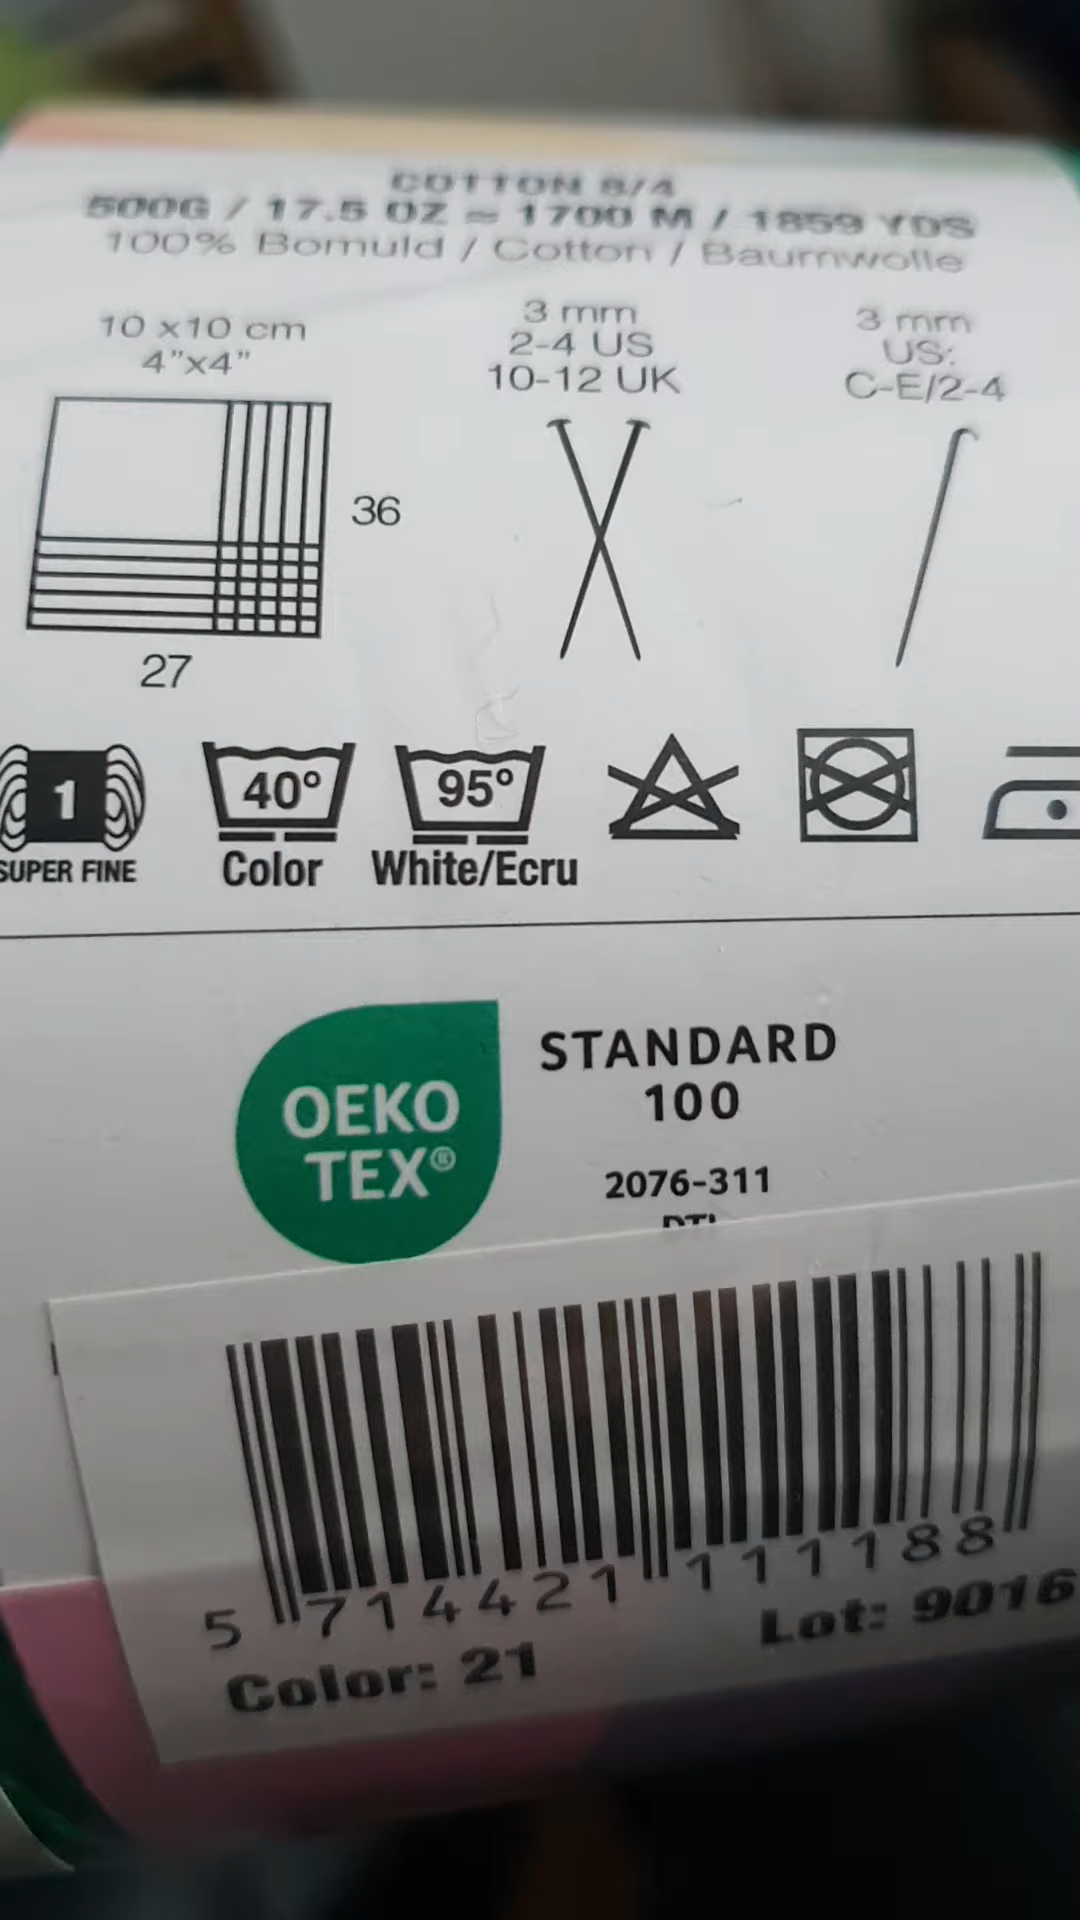 COTTON 8/4
500G / 17.5 OZ ≈ 1700 M / 1859 YDS
100% Bomuld / Cotton / Baumwolle
10 x10 cm
4”x4”
36
27
3 mm
2-4 US
10-12 UK
3 mm
US:
C-E/2-4
1
SUPER FINE
40°
Color
95°
White/Ecru
OEKO
TEX®
STANDARD
100
2076-311
5 714421 111188
Color: 21
Lot: 9016